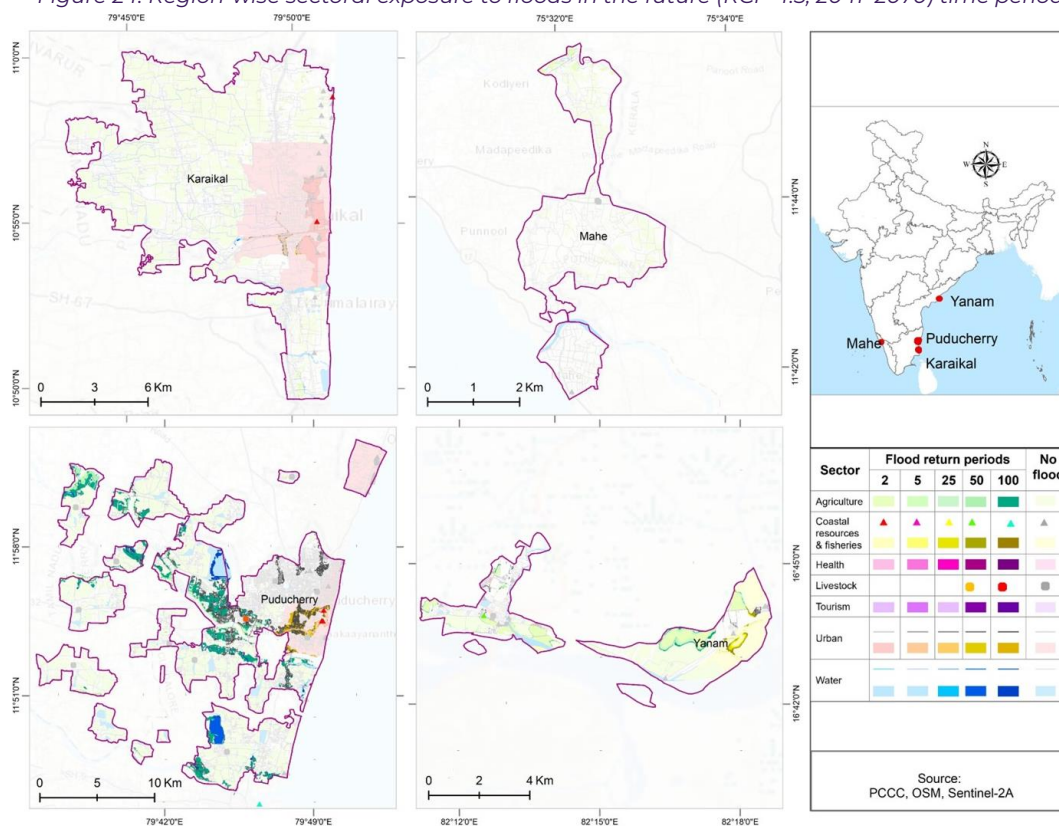 Figure 24: Region-wise sectoral exposure to floods in the future (RCP- 4.5, 2041-2070) time period
79°45'0"E
79°50'0"E
75°32'0"E
75°34'0"E
11°0'0"N
10°55'0"N
10°50'0"N
Karaikal
SH 67
0 3 6 Km
Kodiyeri
KERALA
Madapeedika
Punnool
Mahe
0 1 2 Km
11°44'0"N
11°42'0"N
N
W E
S
Yanam
Mahe
Puducherry
Karaikal
11°58'0"N
11°51'0"N
Puducherry
0 5 10 Km
79°42'0"E
79°49'0"E
Yanam
0 2 4 Km
82°12'0"E
82°15'0"E
82°18'0"E
16°45'0"N
16°42'0"N
Sector
Flood return periods
No flood
2 5 25 50 100
Agriculture
Coastal
resources
& fisheries
Health
Livestock
Tourism
Urban
Water
Source:
PCCC, OSM, Sentinel-2A